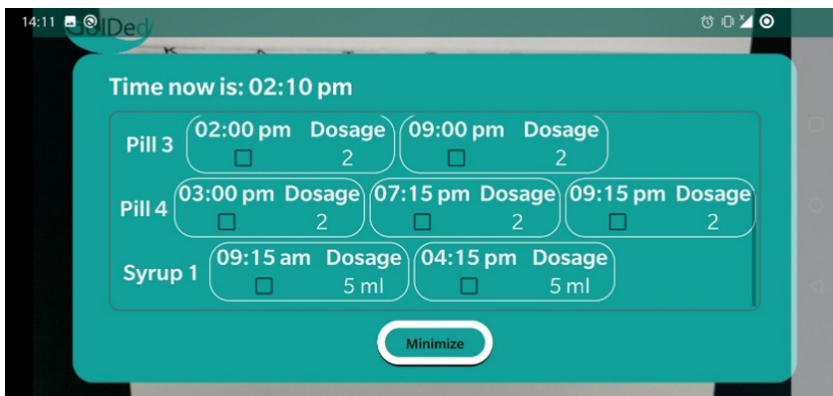 14:11
GolDed
Time now is: 02:10 pm
Pill 3 02:00 pm Dosage 2 09:00 pm Dosage 2
Pill 4 03:00 pm Dosage 2 07:15 pm Dosage 2 09:15 pm Dosage 2
Syrup 1 09:15 am Dosage 5 ml 04:15 pm Dosage 5 ml
Minimize